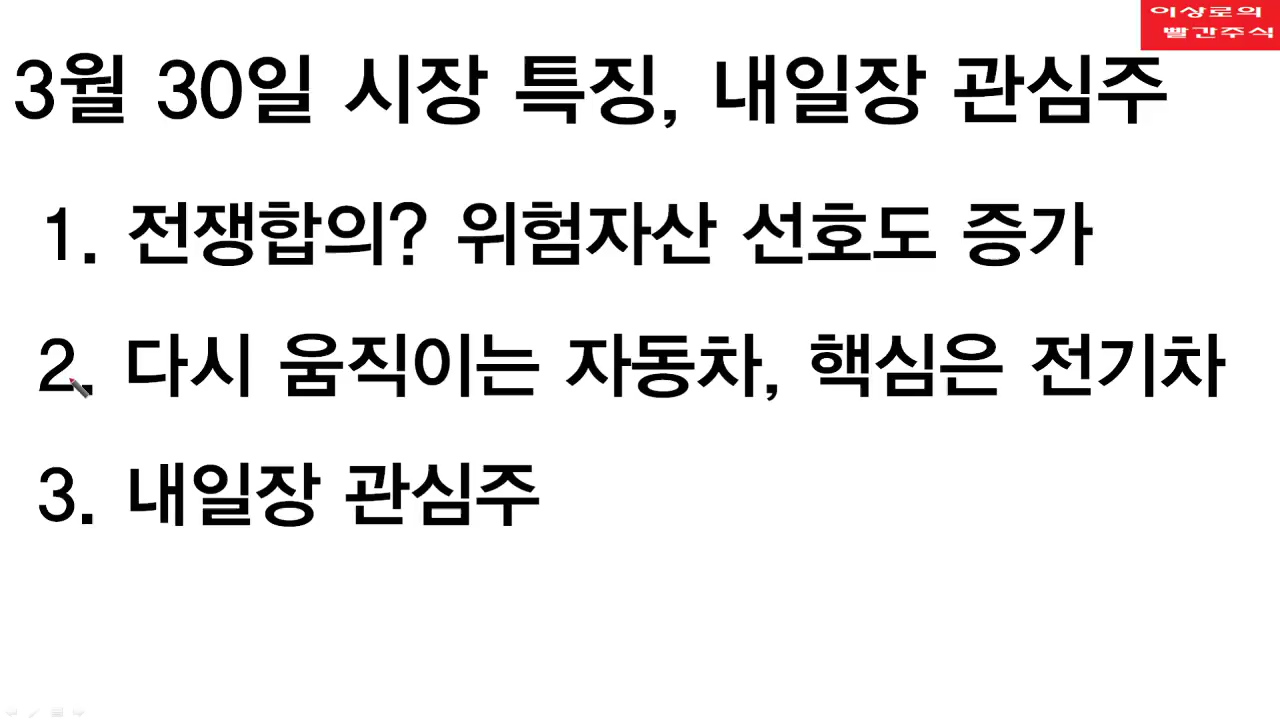 이상로의
빨간주식
3월 30일 시장 특징, 내일장 관심주
1. 전쟁합의? 위험자산 선호도 증가
2. 다시 움직이는 자동차, 핵심은 전기차
3. 내일장 관심주